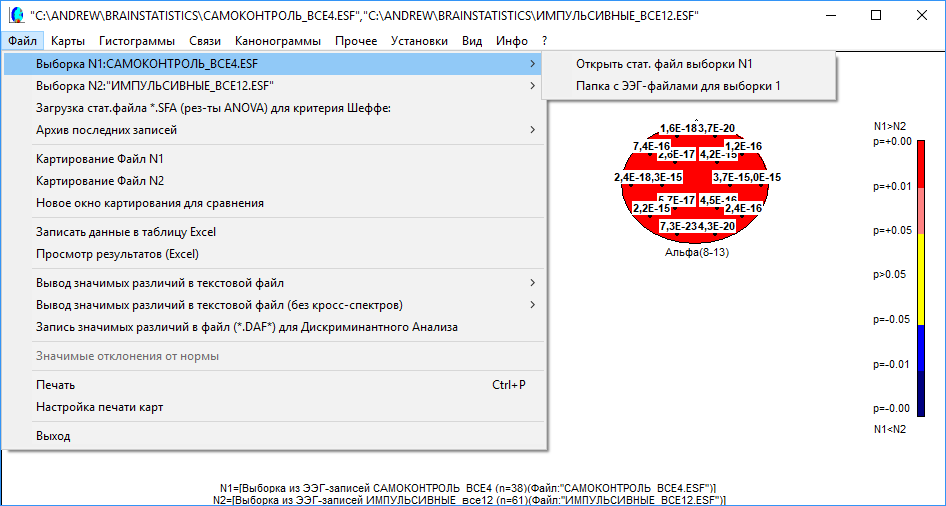 "C:\ANDREW\BRAINSTATISTICS\САМОКОНТРОЛЬ_ВСЕ4.ESF","C:\ANDREW\BRAINSTATISTICS\ИМПУЛЬСИВНЫЕ_ВСЕ12.ESF"
Файл Карты Гистограммы Связи Канонограммы Прочее Установки Вид Инфо ?
Выборка N1:САМОКОНТРОЛЬ_ВСЕ4.ESF
Открыть стат. файл выборки N1
Выборка N2:"ИМПУЛЬСИВНЫЕ_ВСЕ12.ESF"
Папка с ЭЭГ-файлами для выборки 1
Загрузка стат.файла *.SFA (рез-ты ANOVA) для критерия Шеффе:
Архив последних записей
Картирование Файл N1
Картирование Файл N2
Новое окно картирования для сравнения
Записать данные в таблицу Excel
Просмотр результатов (Excel)
Вывод значимых различий в текстовой файл
Вывод значимых различий в текстовой файл (без кросс-спектров)
Запись значимых различий в файл (*.DAF*) для Дискриминантного Анализа
Значимые отклонения от нормы
Печать Ctrl+P
Настройка печати карт
Выход
1,6E-18 3,7E-20
7,4E-16 1,2E-16
2,6E-17 4,2E-15
2,4E-18 ,3E-15 3,7E-15 ,0E-15
5,7E-17 4,5E-16
2,2E-15 2,4E-16
7,3E-23 4,3E-20
Альфа(8-13)
N1>N2
p=+0.00
p=+0.01
p=+0.05
p>0.05
p=-0.05
p=-0.01
p=-0.00
N1<N2
N1=[Выборка из ЭЭГ-записей САМОКОНТРОЛЬ_ВСЕ4 (n=38)(Файл:"САМОКОНТРОЛЬ_ВСЕ4.ESF")]
N2=[Выборка из ЭЭГ-записей ИМПУЛЬСИВНЫЕ_все12 (n=61)(Файл:"ИМПУЛЬСИВНЫЕ_ВСЕ12.ESF")]